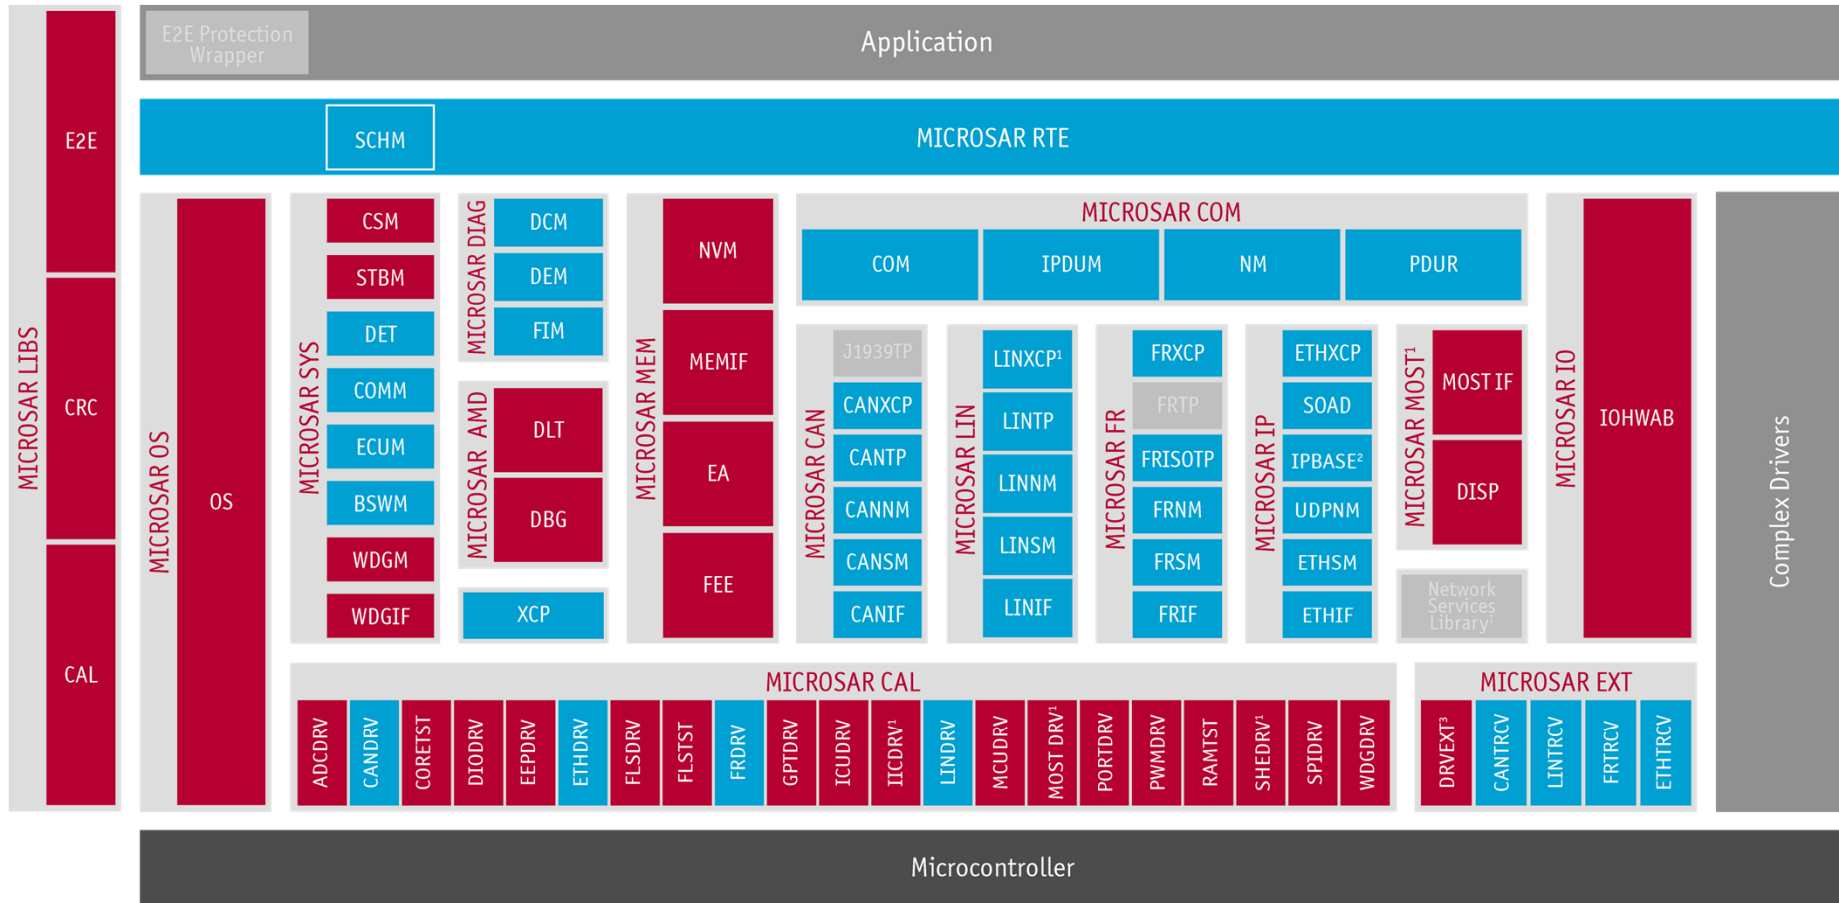 E2E Protection
Wrapper
Application
MICROSAR RTE
SCHM
MICROSAR LIBS
E2E
CRC
CAL
MICROSAR OS
OS
MICROSAR SYS
CSM
STBM
DET
COMM
ECUM
BSWM
WDGM
WDGIF
MICROSAR DIAG
DCM
DEM
FIM
MICROSAR AMD
DLT
DBG
XCP
MICROSAR MEM
NVM
MEMIF
EA
FEE
MICROSAR COM
COM
IPDUM
NM
PDUR
MICROSAR CAN
J1939TP
CANXCP
CANTP
CANNM
CANSM
CANIF
MICROSAR LIN
LINXCP¹
LINTP
LINNM
LINSM
LINIF
MICROSAR FR
FRXCP
FRTP
FRISOTP
FRNM
FRSM
FRIF
MICROSAR IP
ETHXCP
SOAD
IPBASE²
UDPNM
ETHSM
ETHIF
MICROSAR MOST¹
MOST IF
DISP
Network
Services
Library¹
MICROSAR IO
IOHWAB
Complex Drivers
MICROSAR CAL
ADCDRV
CANDRV
CORETST
DIODRV
EEPDRV
ETHDRV
FLSDRV
FLSTST
FRDRV
GPTDRV
ICUDRV
IICDRV¹
LINDRV
MCUDRV
MOST DRV¹
PORTDRV
PWMDRV
RAMTST
SHEDRV¹
SPIDRV
WDGDRV
MICROSAR EXT
DRVEXT³
CANTRCV
LINTRCV
FRTRCV
ETHTRCV
Microcontroller